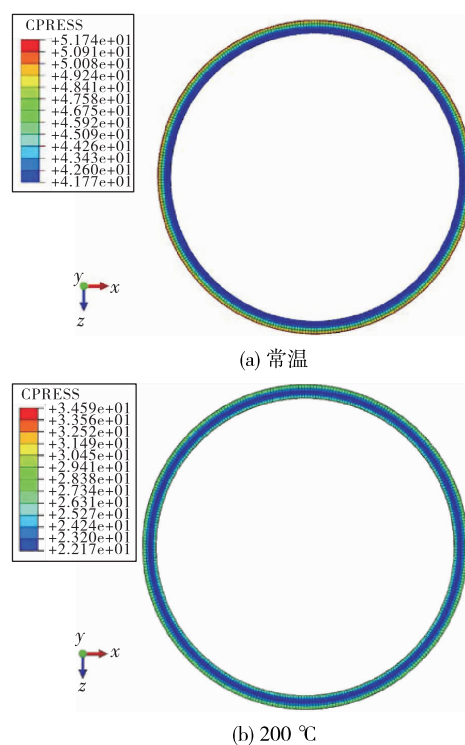 CPRESS
+5.174e+01
+5.091e+01
+5.008e+01
+4.924e+01
+4.841e+01
+4.758e+01
+4.675e+01
+4.592e+01
+4.509e+01
+4.426e+01
+4.343e+01
+4.260e+01
+4.177e+01
y
x
z
(a) 常温
CPRESS
+3.459e+01
+3.356e+01
+3.252e+01
+3.149e+01
+3.045e+01
+2.941e+01
+2.838e+01
+2.734e+01
+2.631e+01
+2.527e+01
+2.424e+01
+2.320e+01
+2.217e+01
y
x
z
(b) 200 ℃